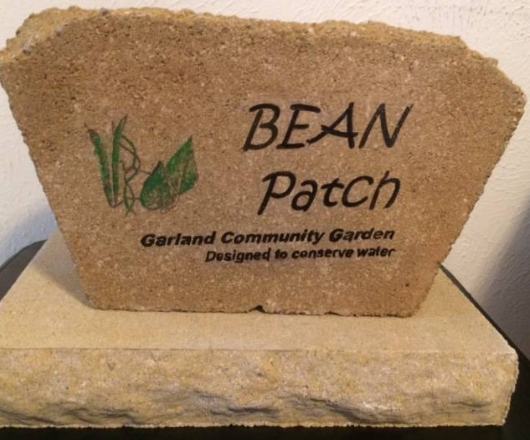 BEAN
Patch
Garland Community Garden
Designed to conserve water